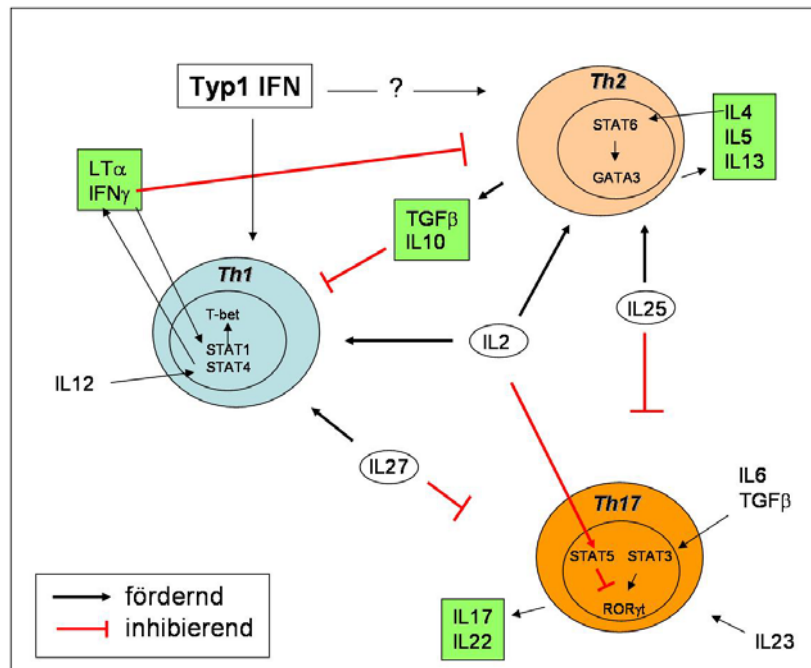 Typ1 IFN
?
Th2
STAT6
GATA3
IL4
IL5
IL13
LTα
IFNγ
TGFβ
IL10
Th1
T-bet
STAT1
STAT4
IL12
IL2
IL25
IL27
IL6
TGFβ
Th17
STAT5 STAT3
RORγt
IL17
IL22
IL23
fördernd
inhibierend